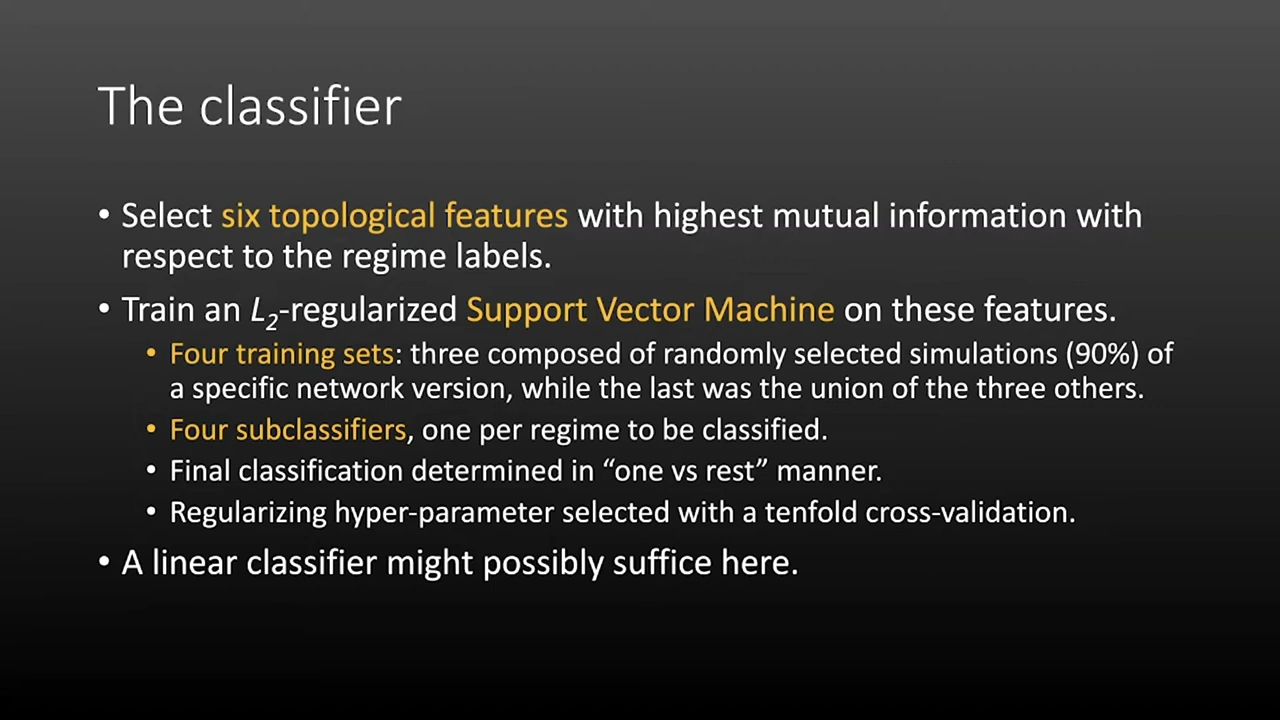 The classifier
• Select six topological features with highest mutual information with
respect to the regime labels.
• Train an L2-regularized Support Vector Machine on these features.
• Four training sets: three composed of randomly selected simulations (90%) of
a specific network version, while the last was the union of the three others.
• Four subclassifiers, one per regime to be classified.
• Final classification determined in “one vs rest” manner.
• Regularizing hyper-parameter selected with a tenfold cross-validation.
• A linear classifier might possibly suffice here.